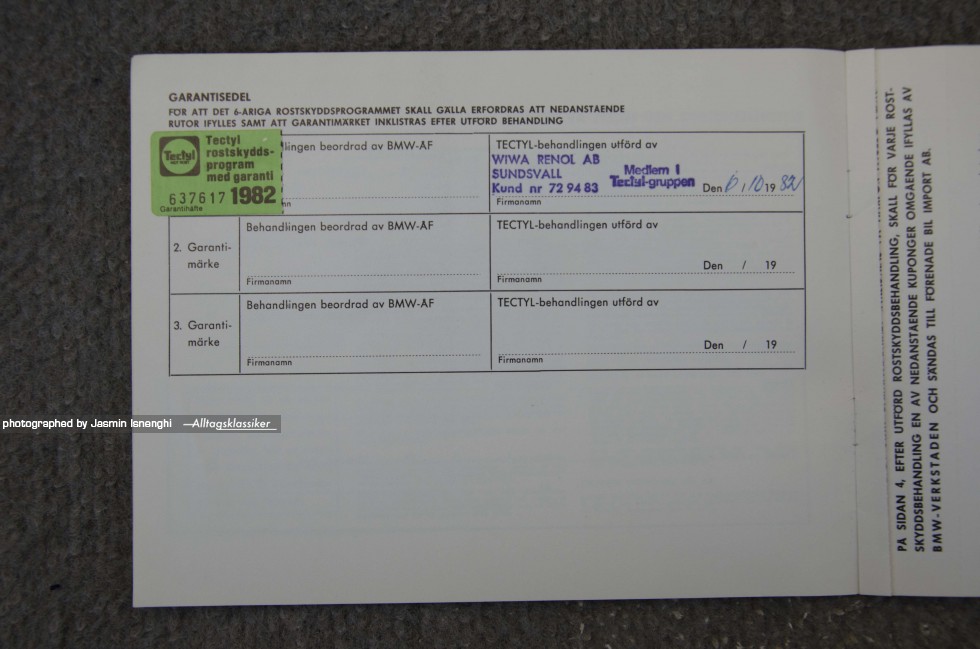 GARANTISEDEL
FÖR ATT DET 6-ÅRIGA ROSTSKYDDSPROGRAMMET SKALL GÄLLA ERFORDRAS ATT NEDANSTÅENDE
RUTOR IFYLLES SAMT ATT GARANTIMÄRKET INKLISTRAS EFTER UTFÖRD BEHANDLING
Tectyl
Tectyl
rostskydds-
program
med garanti
637617 1982
Garantihäfte
lingen beordrad av BMW-ÅF
TECTYL-behandlingen utförd av
WIWA RENOL AB
SUNDSVALL
Kund nr 72 94 83
Medlem i
Tectyl-gruppen
Den 6 / 10 19 82
Firmanamn
2. Garanti-
märke
Behandlingen beordrad av BMW-ÅF
Firmanamn
TECTYL-behandlingen utförd av
Den / 19
Firmanamn
3. Garanti-
märke
Behandlingen beordrad av BMW-ÅF
Firmanamn
TECTYL-behandlingen utförd av
Den / 19
Firmanamn
PÅ SIDAN 4, EFTER UTFÖRD ROSTSKYDDSBEHANDLING, SKALL FÖR VARJE ROST-
SKYDDSBEHANDLING EN AV NEDANSTÅENDE KUPONGER OMGÅENDE IFYLLAS AV
BMW-VERKSTADEN OCH SÄNDAS TILL FÖRENADE BIL IMPORT AB.
photographed by Jasmin Isnenghi —Alltagsklassiker